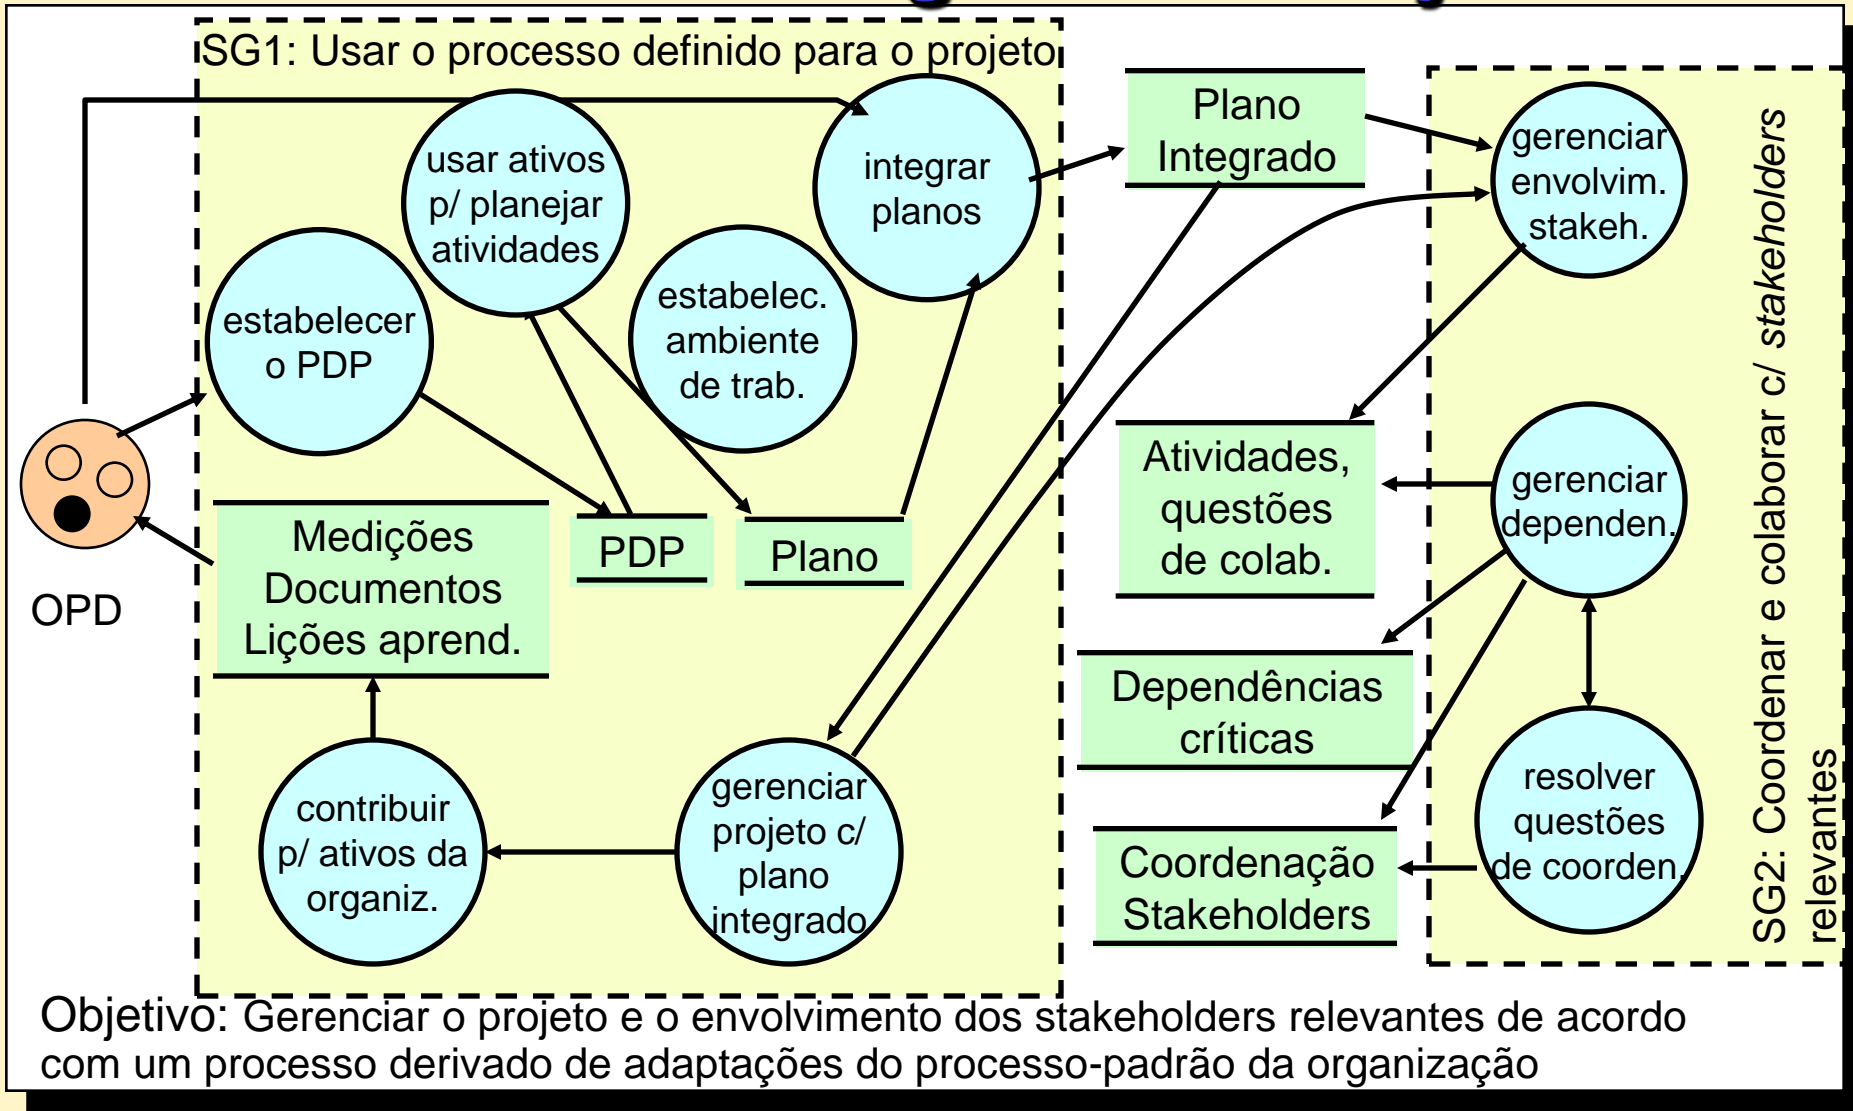 SG1: Usar o processo definido para o projeto
usar ativos
p/ planejar
atividades
integrar
planos
estabelecer
o PDP
estabelec.
ambiente
de trab.
Medições
Documentos
Lições aprend.
PDP
Plano
OPD
contribuir
p/ ativos da
organiz.
gerenciar
projeto c/
plano
integrado
Plano
Integrado
Atividades,
questões
de colab.
Dependências
críticas
Coordenação
Stakeholders
gerenciar
envolvim.
stakeh.
gerenciar
dependen.
resolver
questões
de coorden.
SG2: Coordenar e colaborar c/ stakeholders
relevantes
Objetivo: Gerenciar o projeto e o envolvimento dos stakeholders relevantes de acordo
com um processo derivado de adaptações do processo-padrão da organização